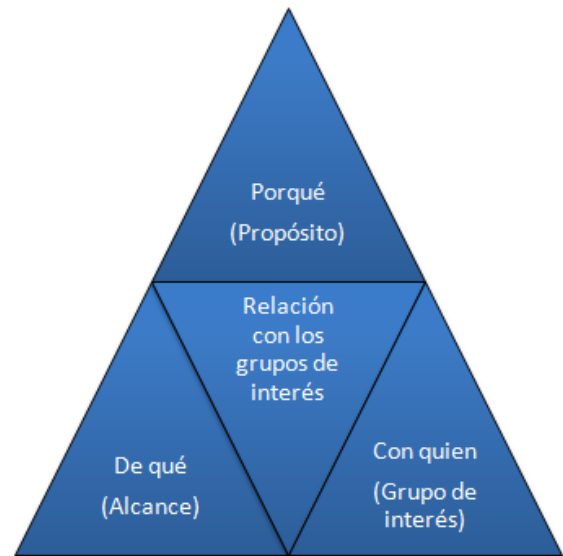 Porqué
(Propósito)
Relación
con los
grupos de
interés
De qué
(Alcance)
Con quien
(Grupo de
interés)